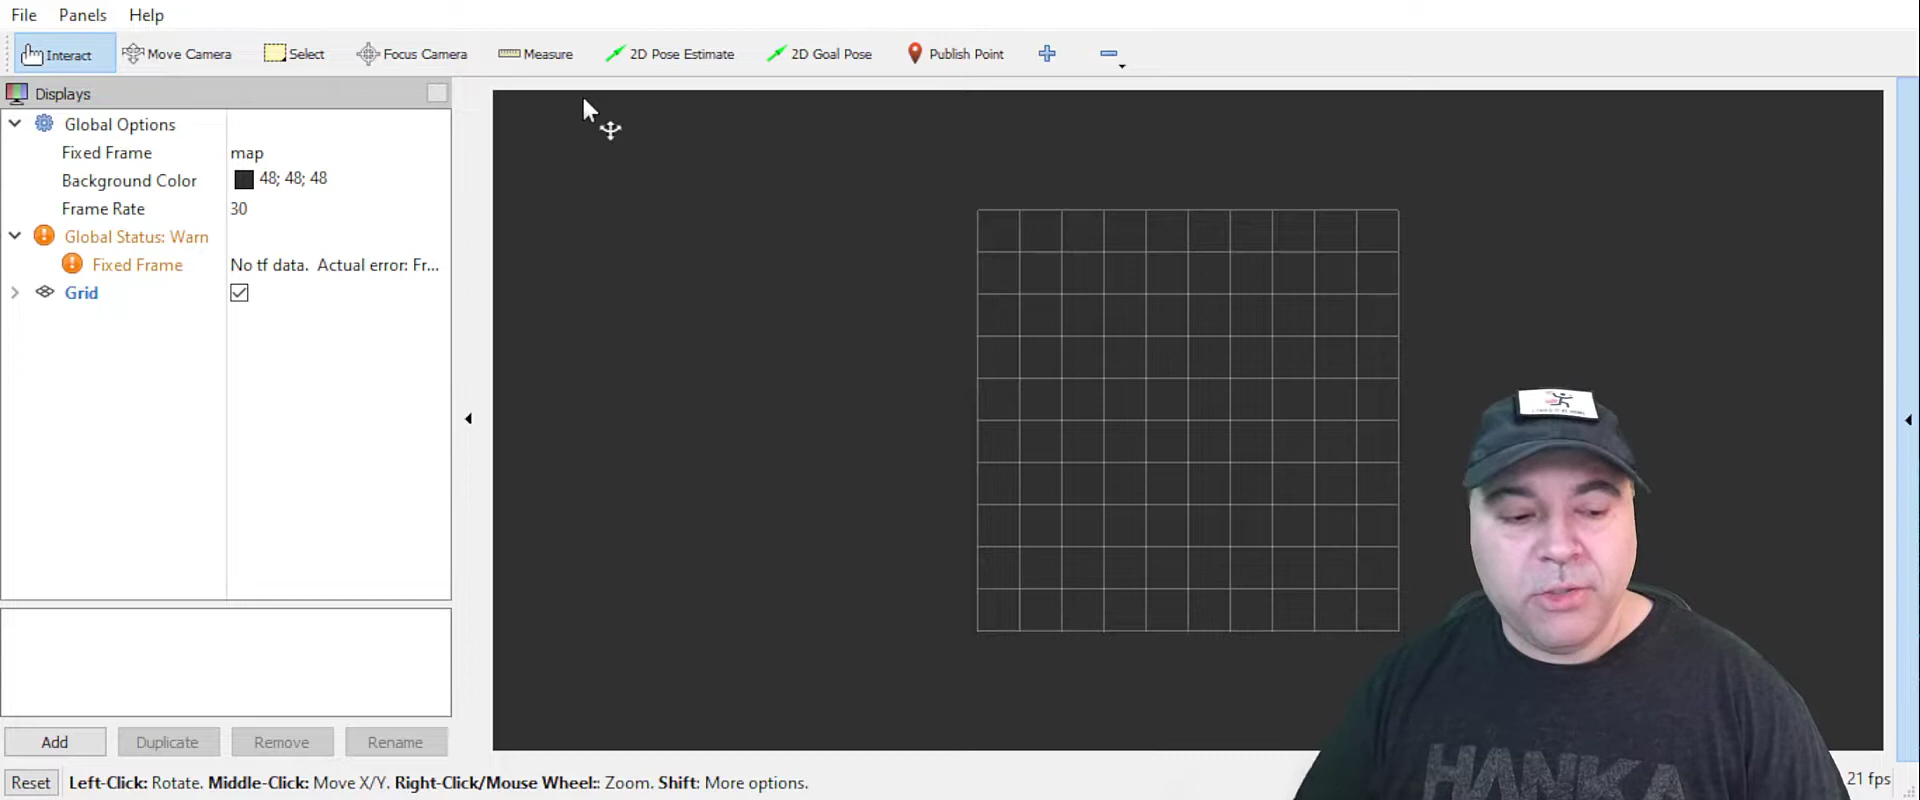 File Panels Help
Interact Move Camera Select Focus Camera Measure 2D Pose Estimate 2D Goal Pose Publish Point
Displays
Global Options
Fixed Frame map
Background Color 48; 48; 48
Frame Rate 30
Global Status: Warn
Fixed Frame No tf data.  Actual error: Fr...
Grid
Add Duplicate Remove Rename
Reset Left-Click: Rotate. Middle-Click: Move X/Y. Right-Click/Mouse Wheel:: Zoom. Shift: More options. 21 fps
HANKA